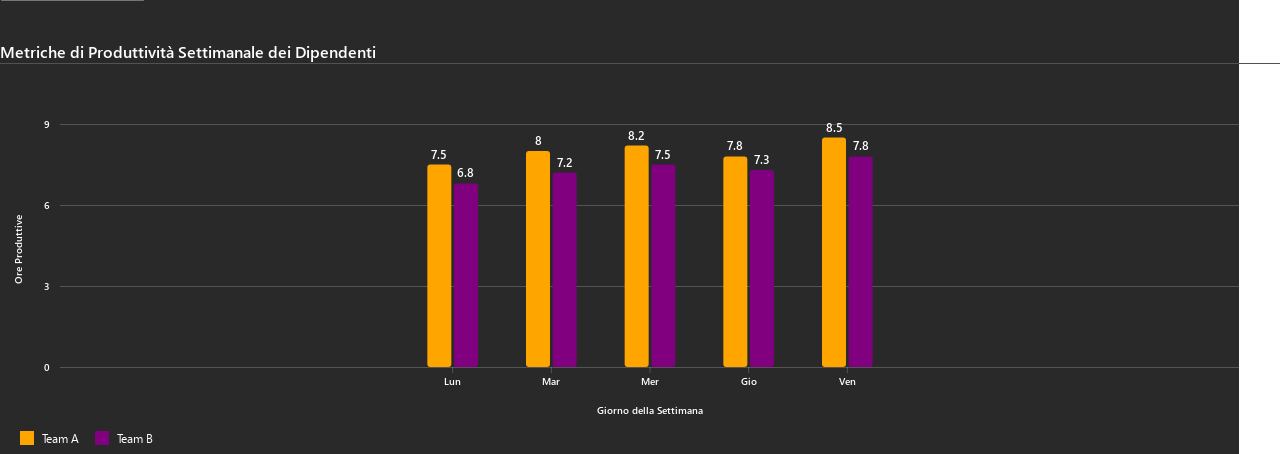 Metriche di Produttività Settimanale dei Dipendenti
9
6
3
0
Ore Produttive
7.5
6.8
8
7.2
8.2
7.5
7.8
7.3
8.5
7.8
Lun
Mar
Mer
Gio
Ven
Giorno della Settimana
Team A
Team B